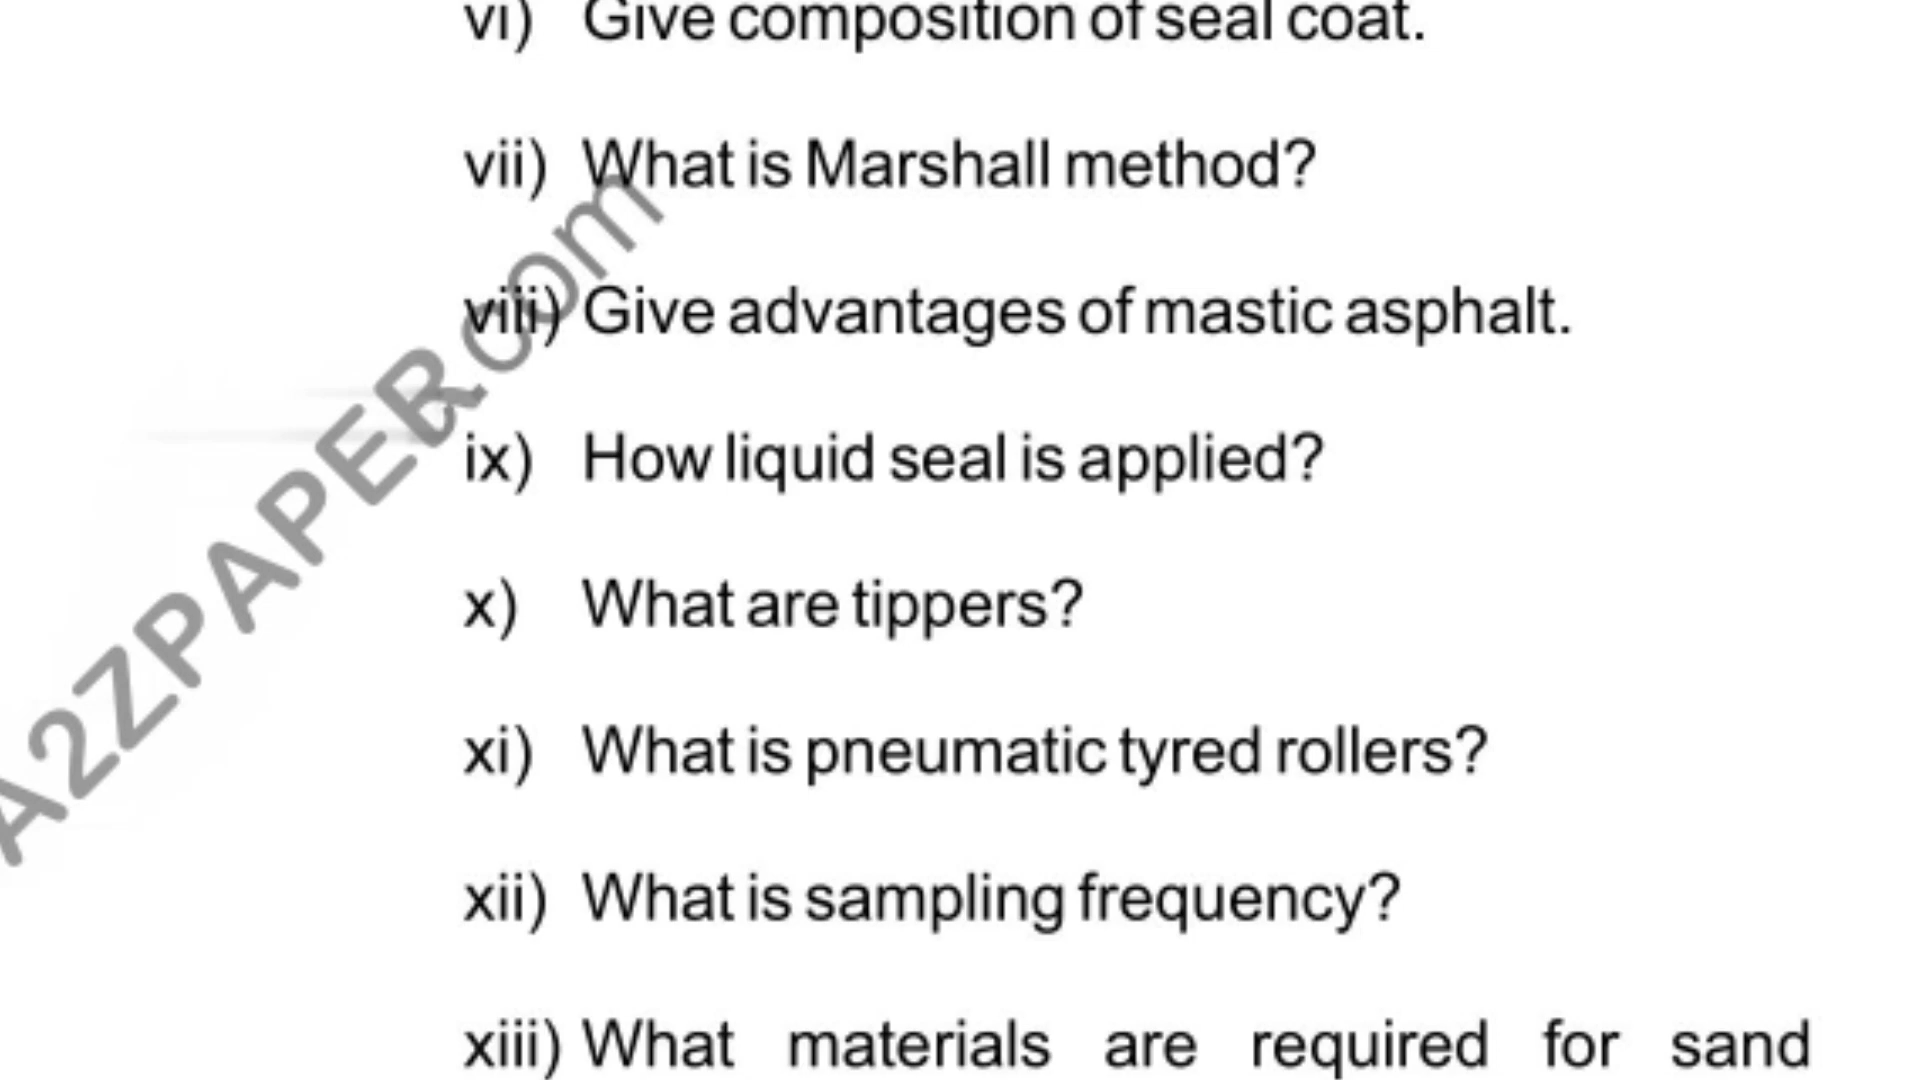 vi) Give composition of seal coat.
vii) What is Marshall method?
viii) Give advantages of mastic asphalt.
ix) How liquid seal is applied?
x) What are tippers?
xi) What is pneumatic tyred rollers?
xii) What is sampling frequency?
xiii) What materials are required for sand
A2ZPAPER.com